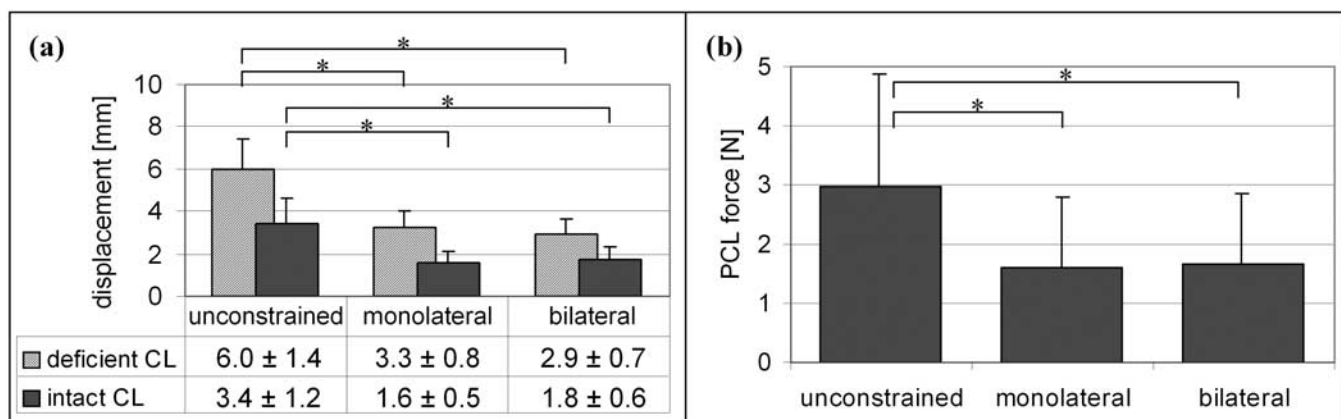 (a)
*
*
*
*
displacement [mm]
10
8
6
4
2
0
unconstrained monolateral bilateral
deficient CL 6.0 ± 1.4 3.3 ± 0.8 2.9 ± 0.7
intact CL 3.4 ± 1.2 1.6 ± 0.5 1.8 ± 0.6
(b)
*
*
PCL force [N]
5
4
3
2
1
0
unconstrained monolateral bilateral